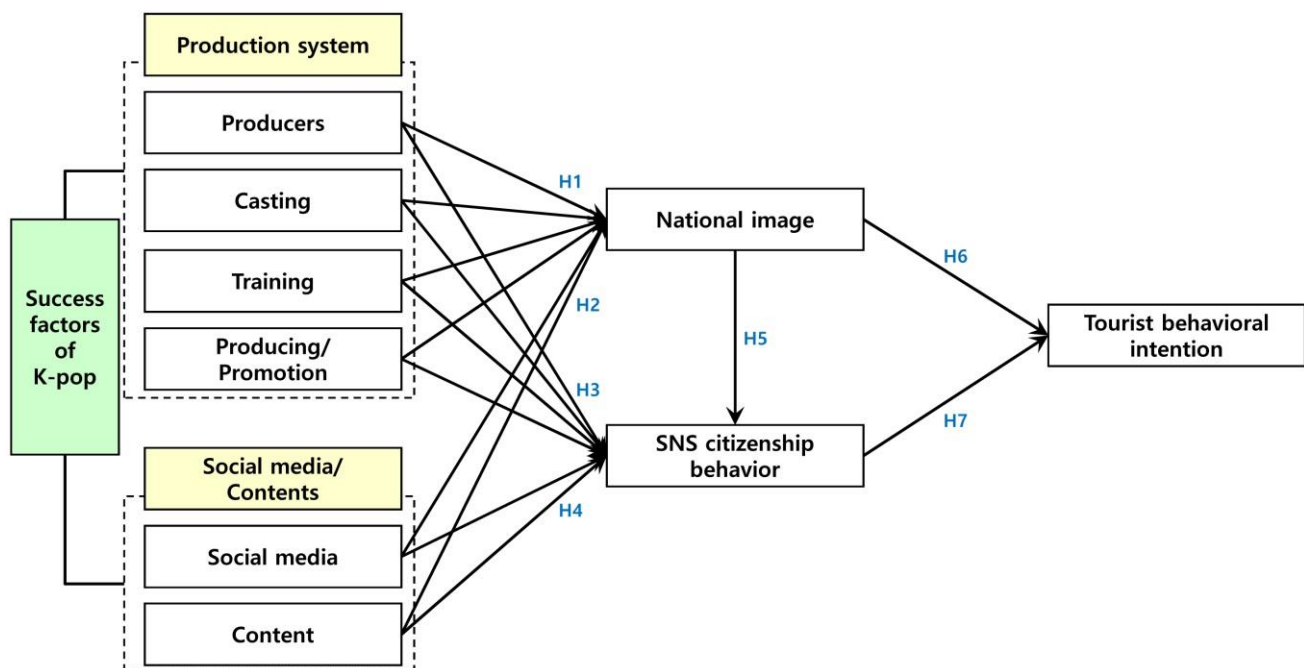 Production system
Producers
Casting
Training
Producing/
Promotion
Success
factors
of
K-pop
Social media/
Contents
Social media
Content
H1
H2
H3
H4
National image
H5
SNS citizenship
behavior
H6
H7
Tourist behavioral
intention